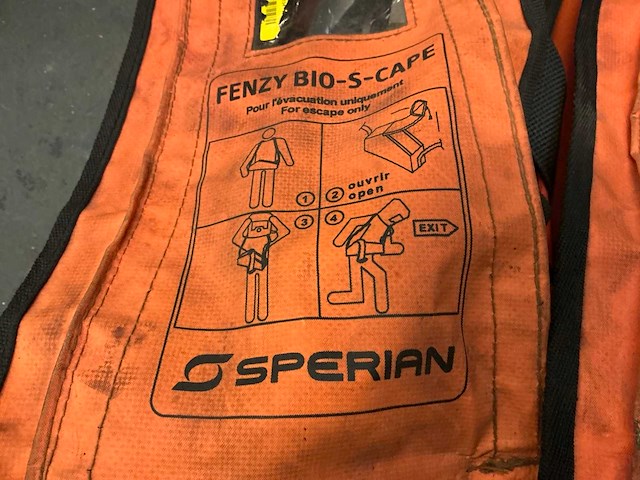 FENZY BIO-S-CAPE
Pour l'évacuation uniquement
For escape only
1
2 ouvrir
open
3
4
EXIT
SPERIAN